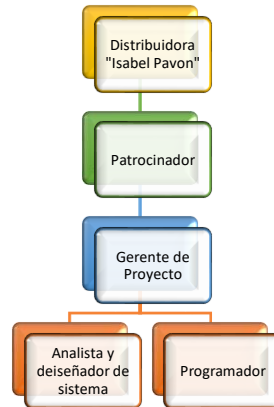 Distribuidora
"Isabel Pavon"
Patrocinador
Gerente de
Proyecto
Analista y
deiseñador de
sistema
Programador